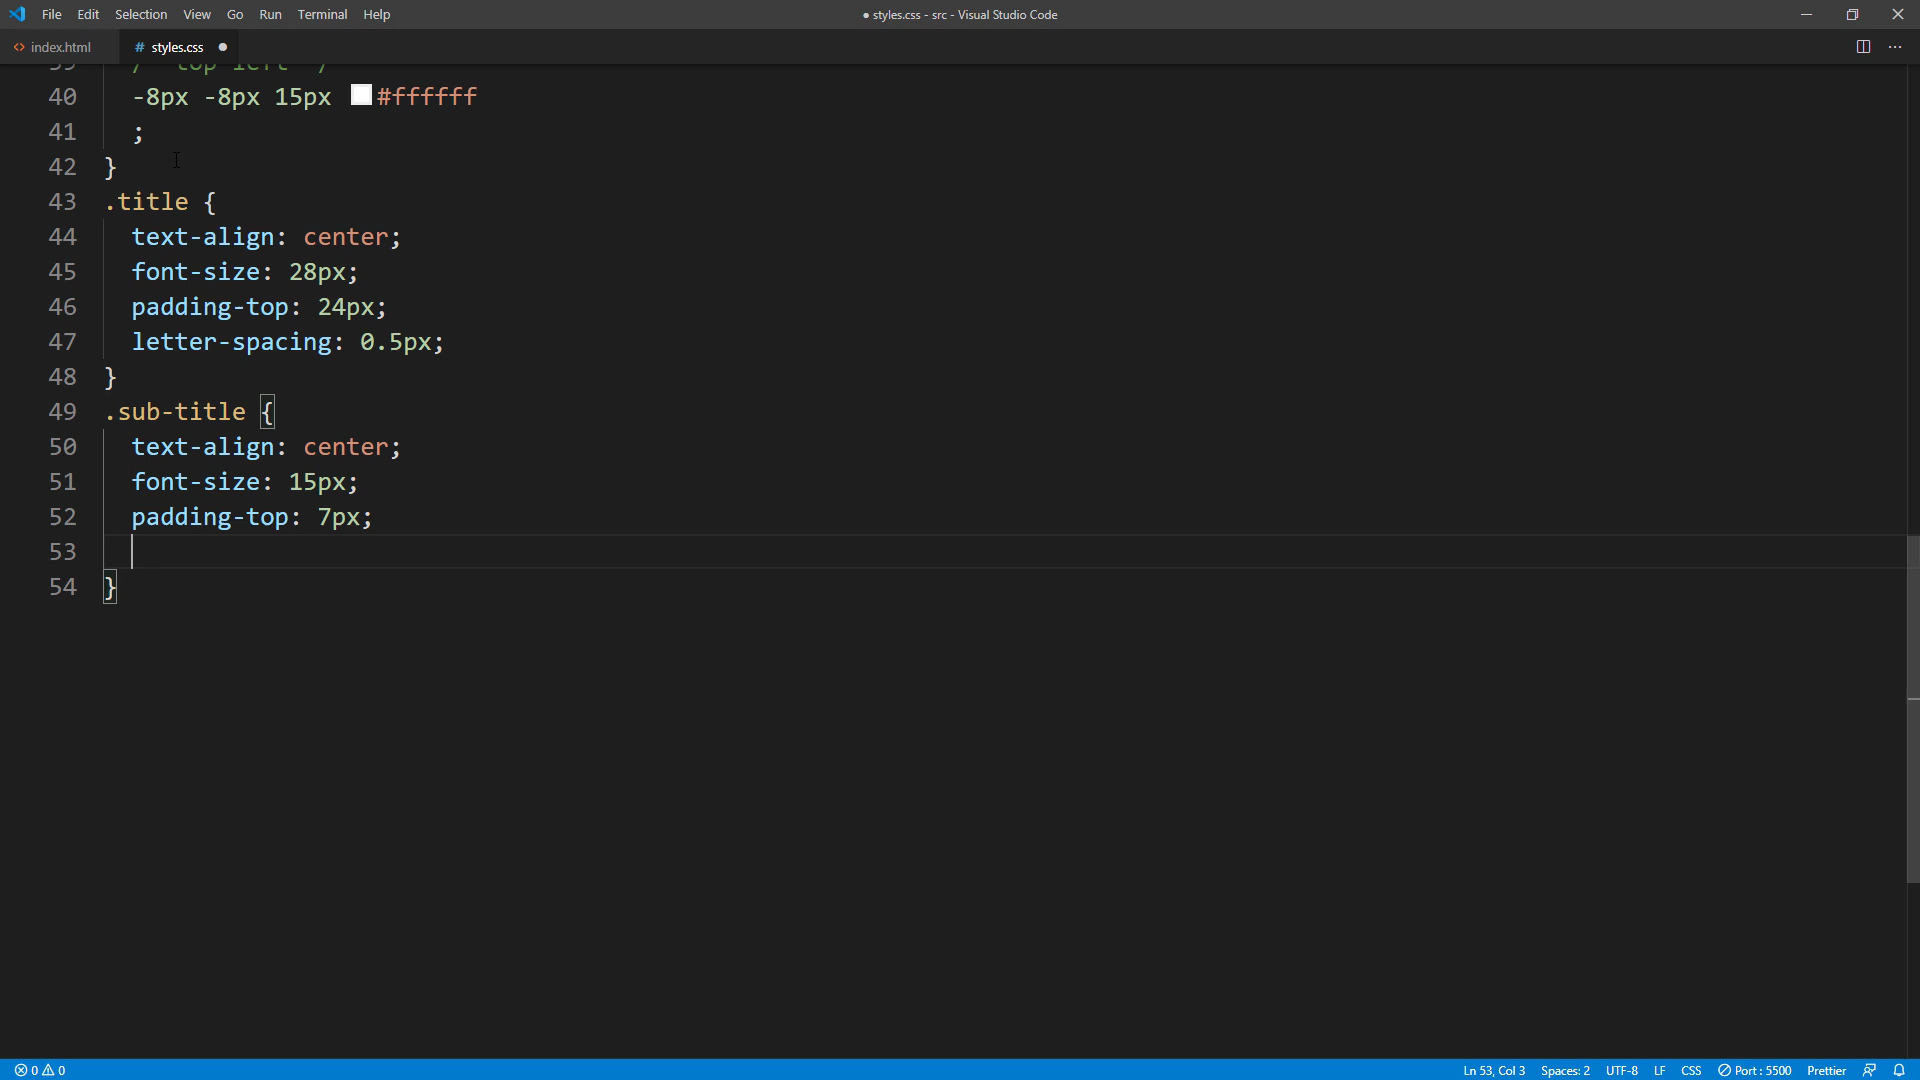 File Edit Selection View Go Run Terminal Help
● styles.css - src - Visual Studio Code
<> index.html
# styles.css ●
39 /* top left */
40 -8px -8px 15px #ffffff
41 ;
42 }
43 .title {
44 text-align: center;
45 font-size: 28px;
46 padding-top: 24px;
47 letter-spacing: 0.5px;
48 }
49 .sub-title {
50 text-align: center;
51 font-size: 15px;
52 padding-top: 7px;
53
54 }
0 0
Ln 53, Col 3 Spaces: 2 UTF-8 LF CSS Port : 5500 Prettier